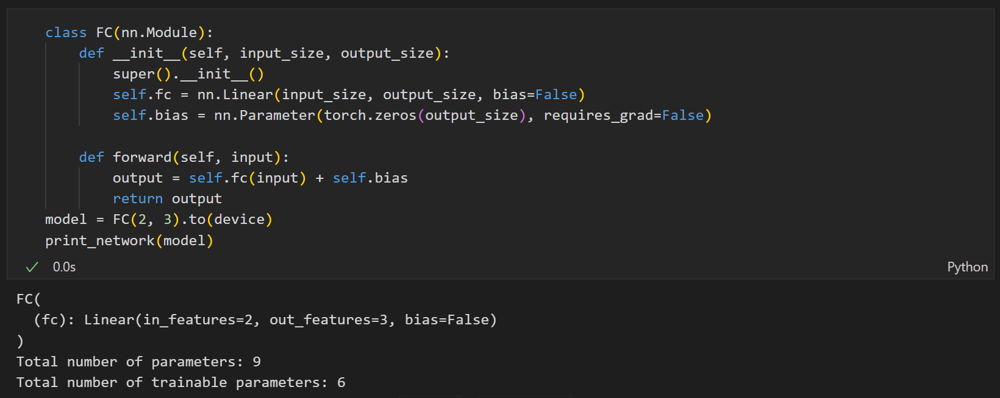 class FC(nn.Module):
    def __init__(self, input_size, output_size):
        super().__init__()
        self.fc = nn.Linear(input_size, output_size, bias=False)
        self.bias = nn.Parameter(torch.zeros(output_size), requires_grad=False)

    def forward(self, input):
        output = self.fc(input) + self.bias
        return output
model = FC(2, 3).to(device)
print_network(model)
0.0s
Python
FC(
  (fc): Linear(in_features=2, out_features=3, bias=False)
)
Total number of parameters: 9
Total number of trainable parameters: 6